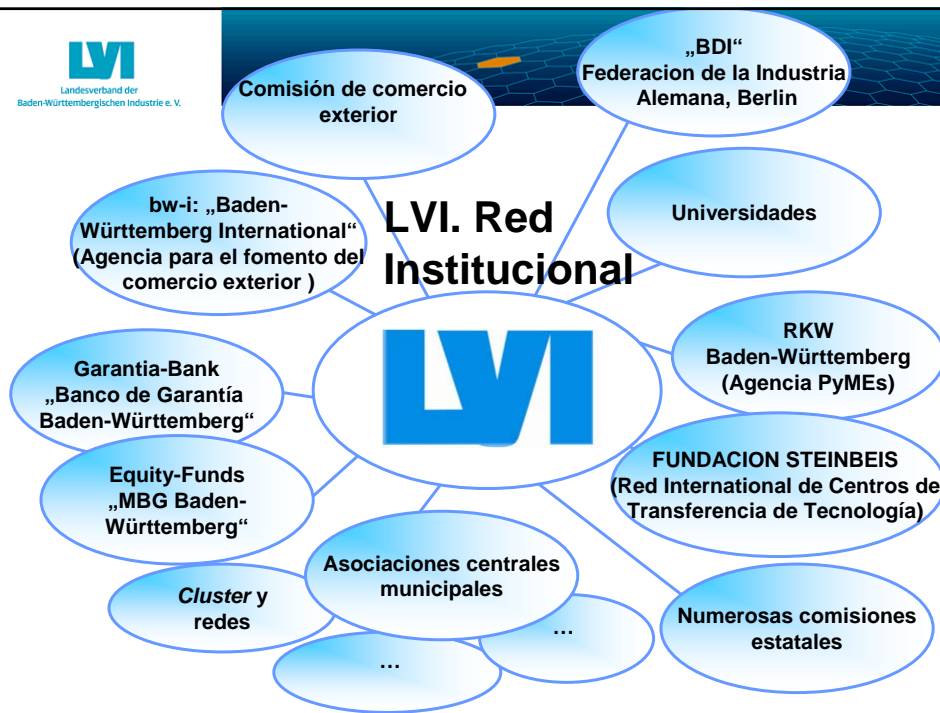 LVI
Landesverband der
Baden-Württembergischen Industrie e. V.
„BDI“
Federacion de la Industria
Alemana, Berlin
Comisión de comercio
exterior
bw-i: „Baden-
Württemberg International“
(Agencia para el fomento del
comercio exterior )
LVI. Red
Institucional
Universidades
RKW
Baden-Württemberg
(Agencia PyMEs)
Garantia-Bank
„Banco de Garantía
Baden-Württemberg“
LVI
FUNDACION STEINBEIS
(Red International de Centros de
Transferencia de Tecnología)
Equity-Funds
„MBG Baden-
Württemberg“
Asociaciones centrales
municipales
Cluster y
redes
Numerosas comisiones
estatales
…
…